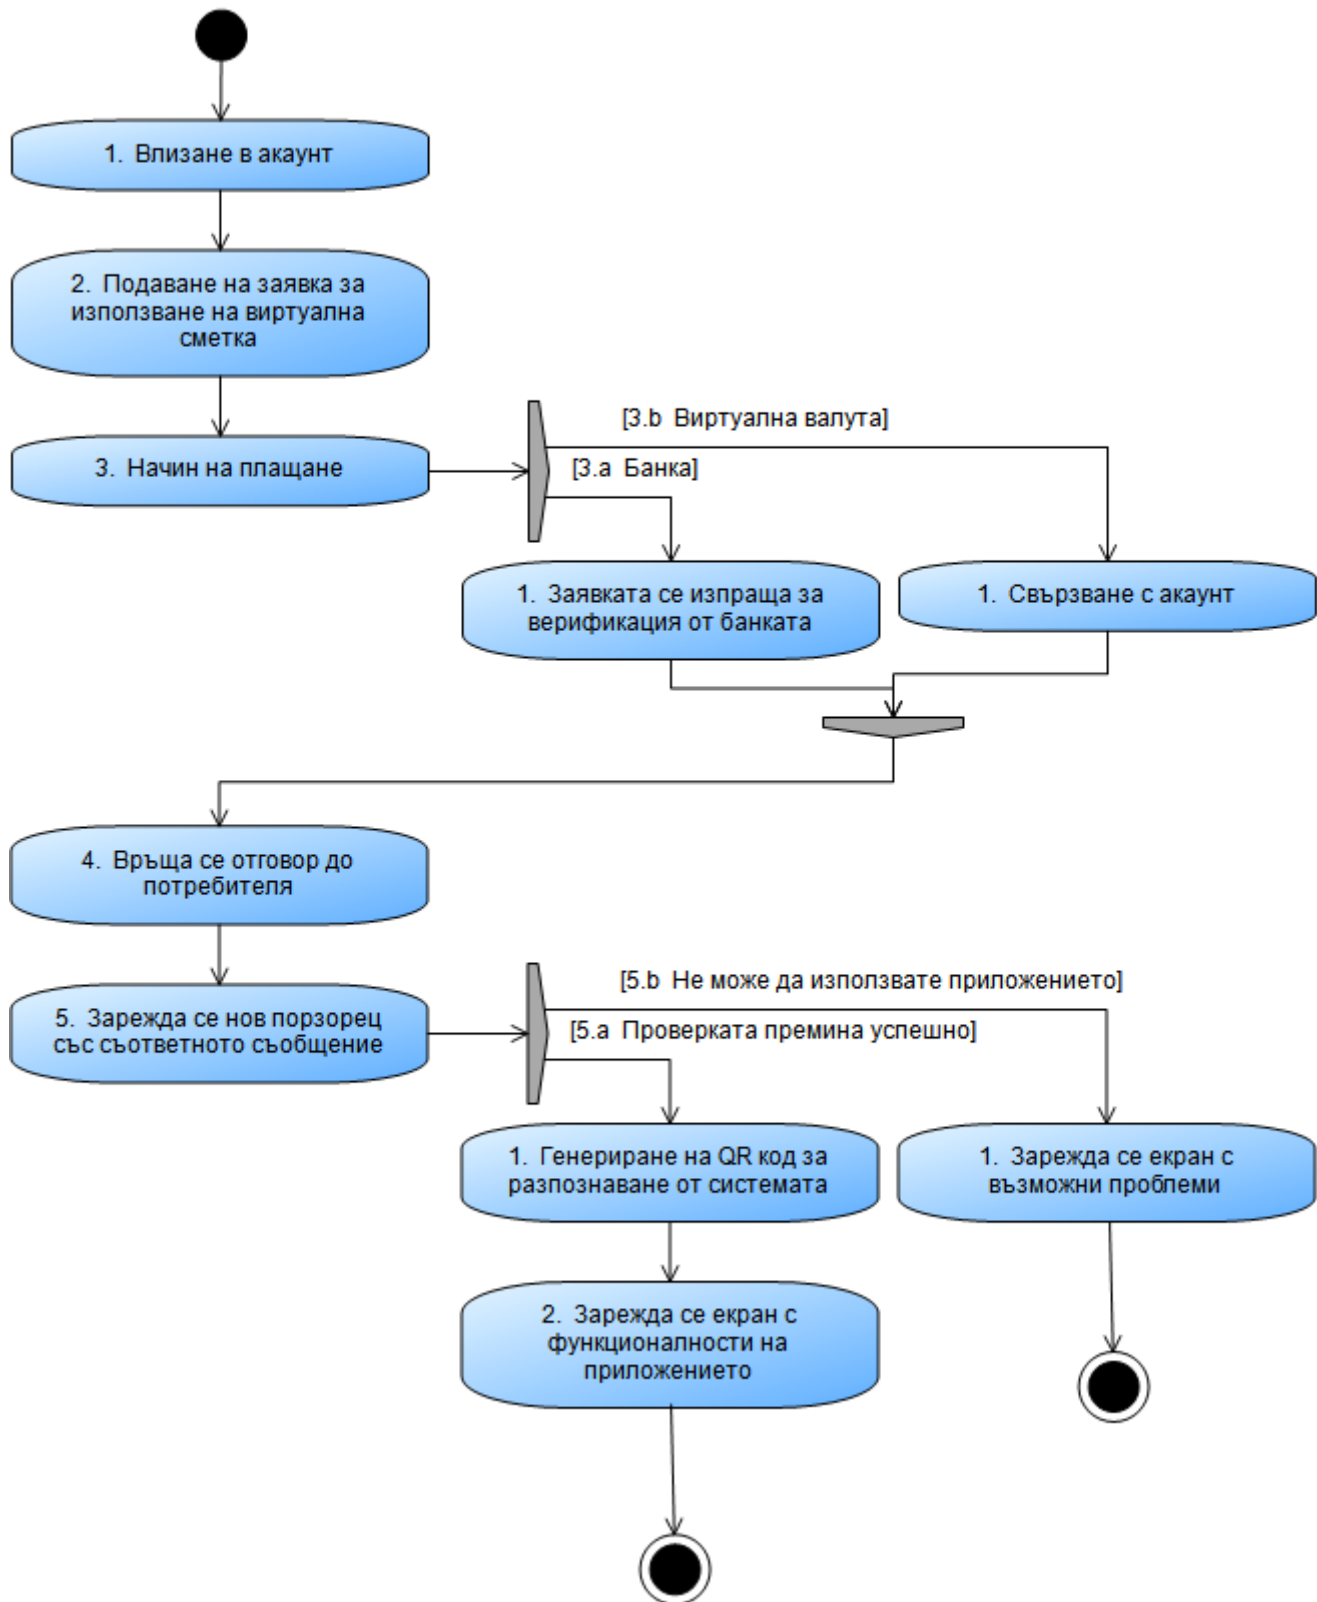 1. Влизане в акаунт
2. Подаване на заявка за
използване на виртуална
сметка
3. Начин на плащане
[3.b Виртуална валута]
[3.a Банка]
1. Заявката се изпраща за
верификация от банката
1. Свързване с акаунт
4. Връща се отговор до
потребителя
5. Зарежда се нов порзорец
със съответното съобщение
[5.b Не може да използвате приложението]
[5.a Проверката премина успешно]
1. Генериране на QR код за
разпознаване от системата
1. Зарежда се екран с
възможни проблеми
2. Зарежда се екран с
функционалности на
приложението